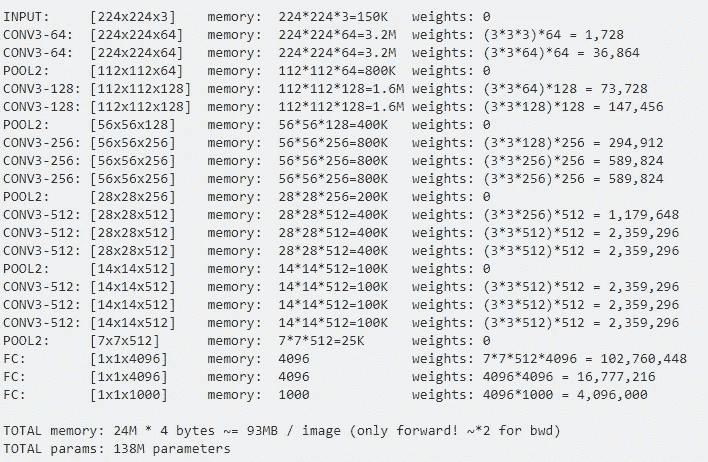 INPUT: [224x224x3] memory: 224*224*3=150K weights: 0
CONV3-64: [224x224x64] memory: 224*224*64=3.2M weights: (3*3*3)*64 = 1,728
CONV3-64: [224x224x64] memory: 224*224*64=3.2M weights: (3*3*64)*64 = 36,864
POOL2: [112x112x64] memory: 112*112*64=800K weights: 0
CONV3-128: [112x112x128] memory: 112*112*128=1.6M weights: (3*3*64)*128 = 73,728
CONV3-128: [112x112x128] memory: 112*112*128=1.6M weights: (3*3*128)*128 = 147,456
POOL2: [56x56x128] memory: 56*56*128=400K weights: 0
CONV3-256: [56x56x256] memory: 56*56*256=800K weights: (3*3*128)*256 = 294,912
CONV3-256: [56x56x256] memory: 56*56*256=800K weights: (3*3*256)*256 = 589,824
CONV3-256: [56x56x256] memory: 56*56*256=800K weights: (3*3*256)*256 = 589,824
POOL2: [28x28x256] memory: 28*28*256=200K weights: 0
CONV3-512: [28x28x512] memory: 28*28*512=400K weights: (3*3*256)*512 = 1,179,648
CONV3-512: [28x28x512] memory: 28*28*512=400K weights: (3*3*512)*512 = 2,359,296
CONV3-512: [28x28x512] memory: 28*28*512=400K weights: (3*3*512)*512 = 2,359,296
POOL2: [14x14x512] memory: 14*14*512=100K weights: 0
CONV3-512: [14x14x512] memory: 14*14*512=100K weights: (3*3*512)*512 = 2,359,296
CONV3-512: [14x14x512] memory: 14*14*512=100K weights: (3*3*512)*512 = 2,359,296
CONV3-512: [14x14x512] memory: 14*14*512=100K weights: (3*3*512)*512 = 2,359,296
POOL2: [7x7x512] memory: 7*7*512=25K weights: 0
FC: [1x1x4096] memory: 4096 weights: 7*7*512*4096 = 102,760,448
FC: [1x1x4096] memory: 4096 weights: 4096*4096 = 16,777,216
FC: [1x1x1000] memory: 1000 weights: 4096*1000 = 4,096,000
TOTAL memory: 24M * 4 bytes ~= 93MB / image (only forward! ~*2 for bwd)
TOTAL params: 138M parameters